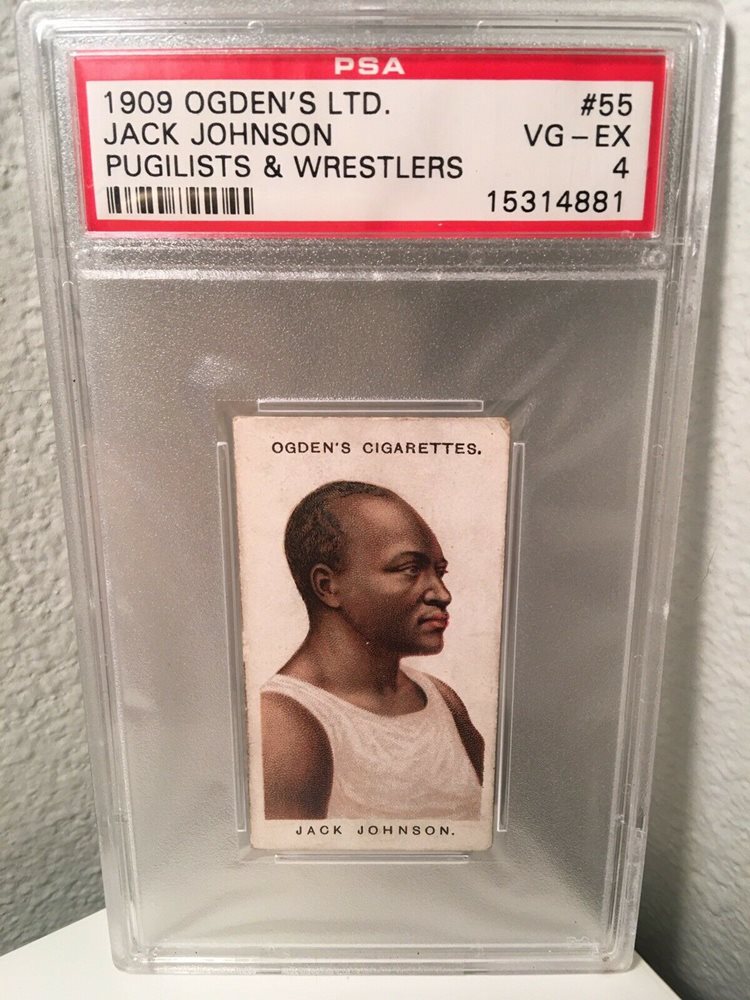 PSA
1909 OGDEN'S LTD. #55
JACK JOHNSON VG-EX
PUGILISTS & WRESTLERS 4
15314881
OGDEN'S CIGARETTES.
JACK JOHNSON.